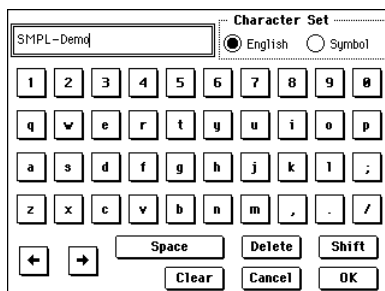 Character Set
SMPL-Demo
English Symbol
1 2 3 4 5 6 7 8 9 0
q w e r t y u i o p
a s d f g h j k l ;
z x c v b n m , . /
← → Space Delete Shift
Clear Cancel OK